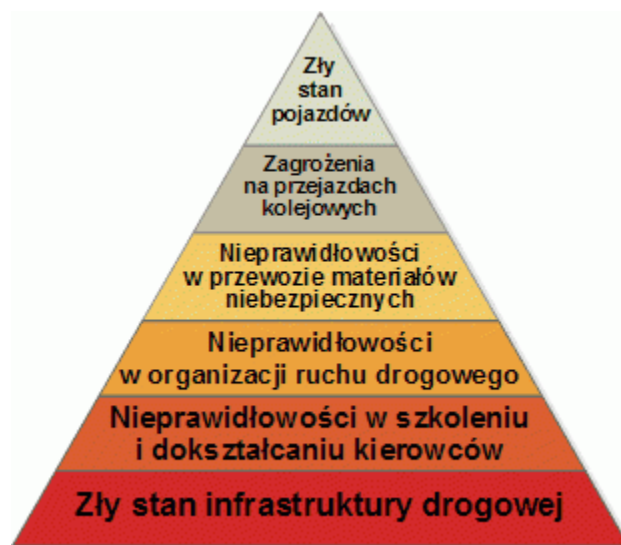 Zły
stan
pojazdów
Zagrożenia
na przejazdach
kolejowych
Nieprawidłowości
w przewozie materiałów
niebezpiecznych
Nieprawidłowości
w organizacji ruchu drogowego
Nieprawidłowości w szkoleniu
i dokształcaniu kierowców
Zły stan infrastruktury drogowej